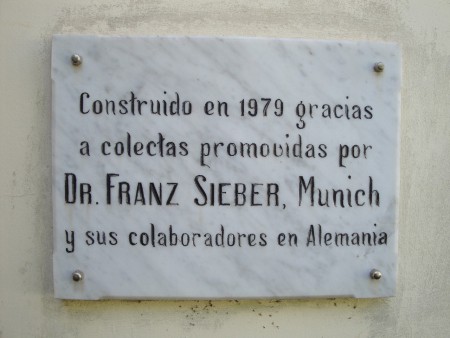 Construido en 1979 gracias
a colectas promovidas por
DR. FRANZ SIEBER, Munich
y sus colaboradores en Alemania